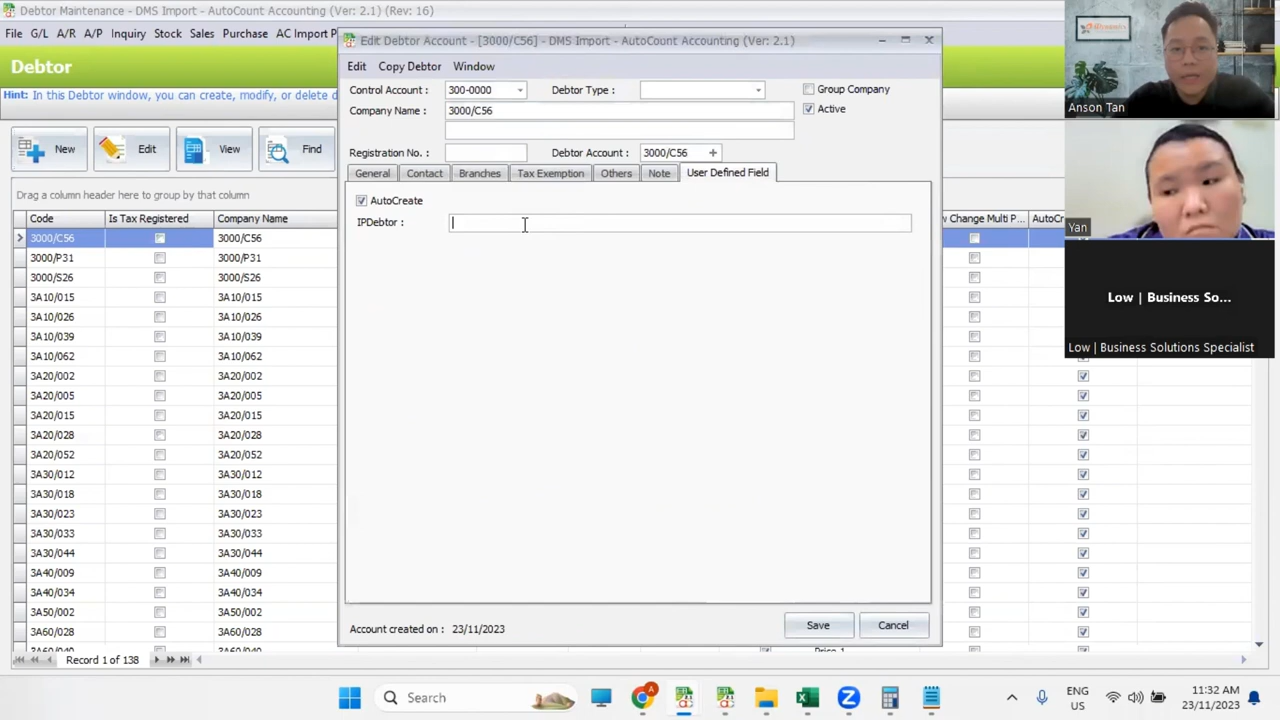 Debtor Maintenance - DMS Import - AutoCount Accounting (Ver: 2.1) (Rev: 16)
File G/L A/R A/P Inquiry Stock Sales Purchase AC Import P
Debtor
Hint: In this Debtor window, you can create, modify, or delete d
New Edit View Find
Drag a column header here to group by that column
Code Is Tax Registered Company Name
3000/C56 3000/C56
3000/P31 3000/P31
3000/S26 3000/S26
3A10/015 3A10/015
3A10/026 3A10/026
3A10/039 3A10/039
3A10/062 3A10/062
3A20/002 3A20/002
3A20/005 3A20/005
3A20/015 3A20/015
3A20/028 3A20/028
3A20/052 3A20/052
3A30/012 3A30/012
3A30/018 3A30/018
3A30/023 3A30/023
3A30/033 3A30/033
3A30/044 3A30/044
3A40/009 3A40/009
3A40/034 3A40/034
3A50/002 3A50/002
3A60/028 3A60/028
Record 1 of 138
Account - [3000/C56] - DMS Import - AutoCount Accounting (Ver: 2.1)
Edit Copy Debtor Window
Control Account : 300-0000 Debtor Type : Group Company
Company Name : 3000/C56 Active
Registration No. : Debtor Account : 3000/C56
General Contact Branches Tax Exemption Others Note User Defined Field
AutoCreate
IPDebtor :
Account created on : 23/11/2023 Save Cancel
w Change Multi P... AutoCr
Price 1
Anson Tan
Yan
Low | Business So...
Low | Business Solutions Specialist
Search
ENG
US
11:32 AM
23/11/2023